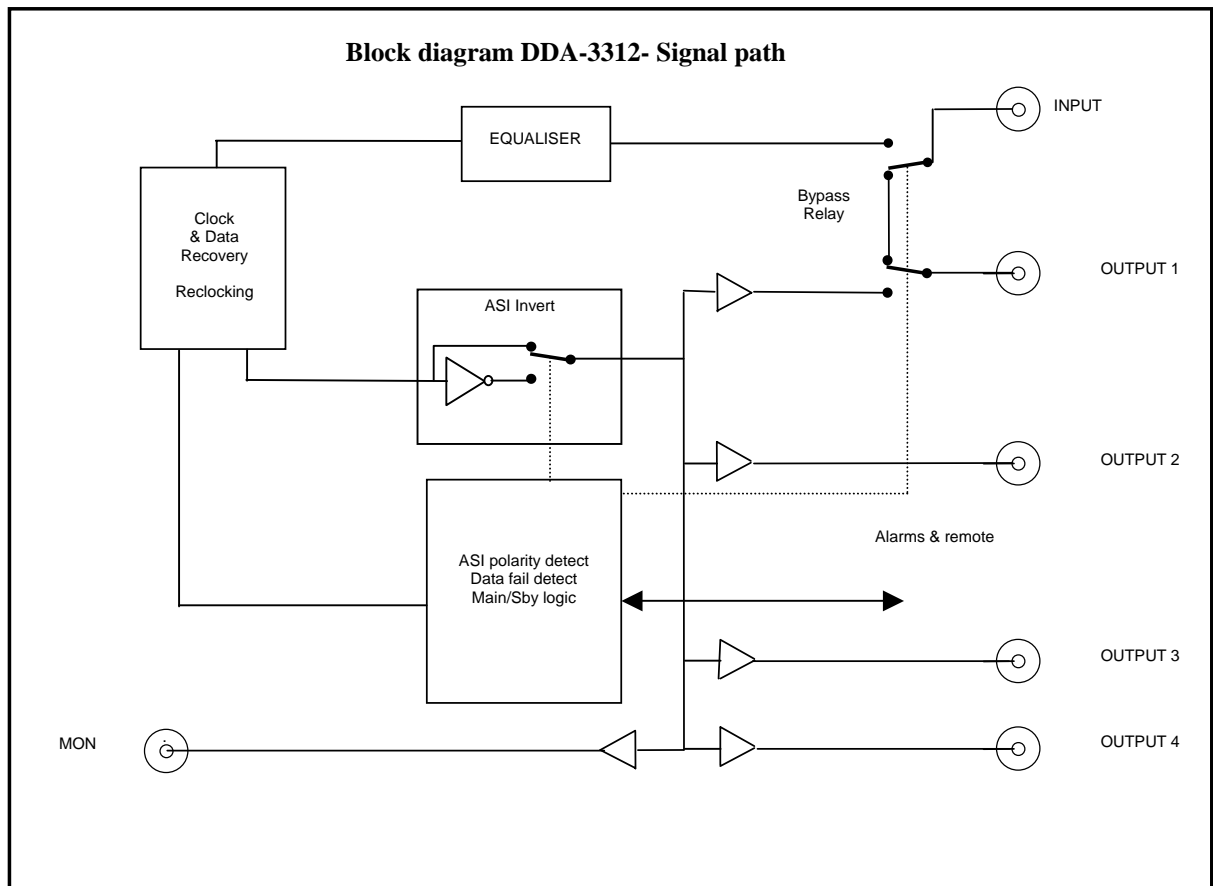 Block diagram DDA-3312- Signal path
INPUT
EQUALISER
Bypass
Relay
Clock
& Data
Recovery
Reclocking
OUTPUT 1
ASI Invert
OUTPUT 2
Alarms & remote
ASI polarity detect
Data fail detect
Main/Sby logic
OUTPUT 3
MON
OUTPUT 4